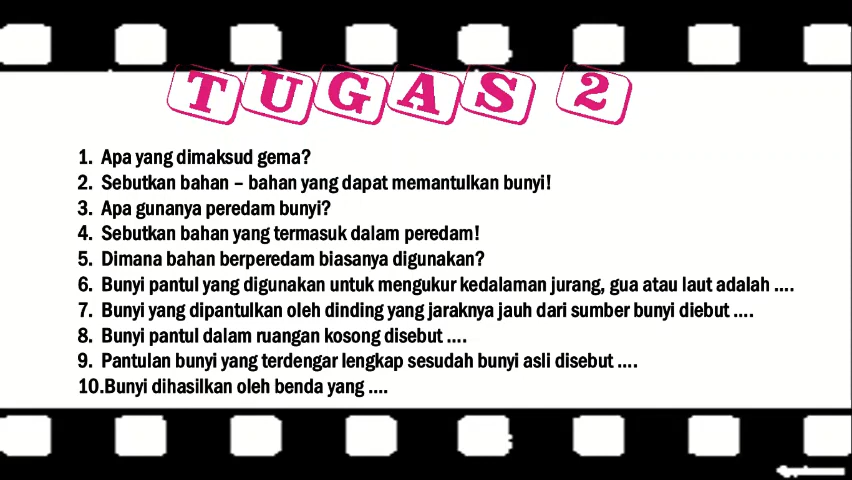 TUGAS 2
1. Apa yang dimaksud gema?
2. Sebutkan bahan – bahan yang dapat memantulkan bunyi!
3. Apa gunanya peredam bunyi?
4. Sebutkan bahan yang termasuk dalam peredam!
5. Dimana bahan berperedam biasanya digunakan?
6. Bunyi pantul yang digunakan untuk mengukur kedalaman jurang, gua atau laut adalah ....
7. Bunyi yang dipantulkan oleh dinding yang jaraknya jauh dari sumber bunyi diebut ....
8. Bunyi pantul dalam ruangan kosong disebut ....
9. Pantulan bunyi yang terdengar lengkap sesudah bunyi asli disebut ....
10.Bunyi dihasilkan oleh benda yang ....